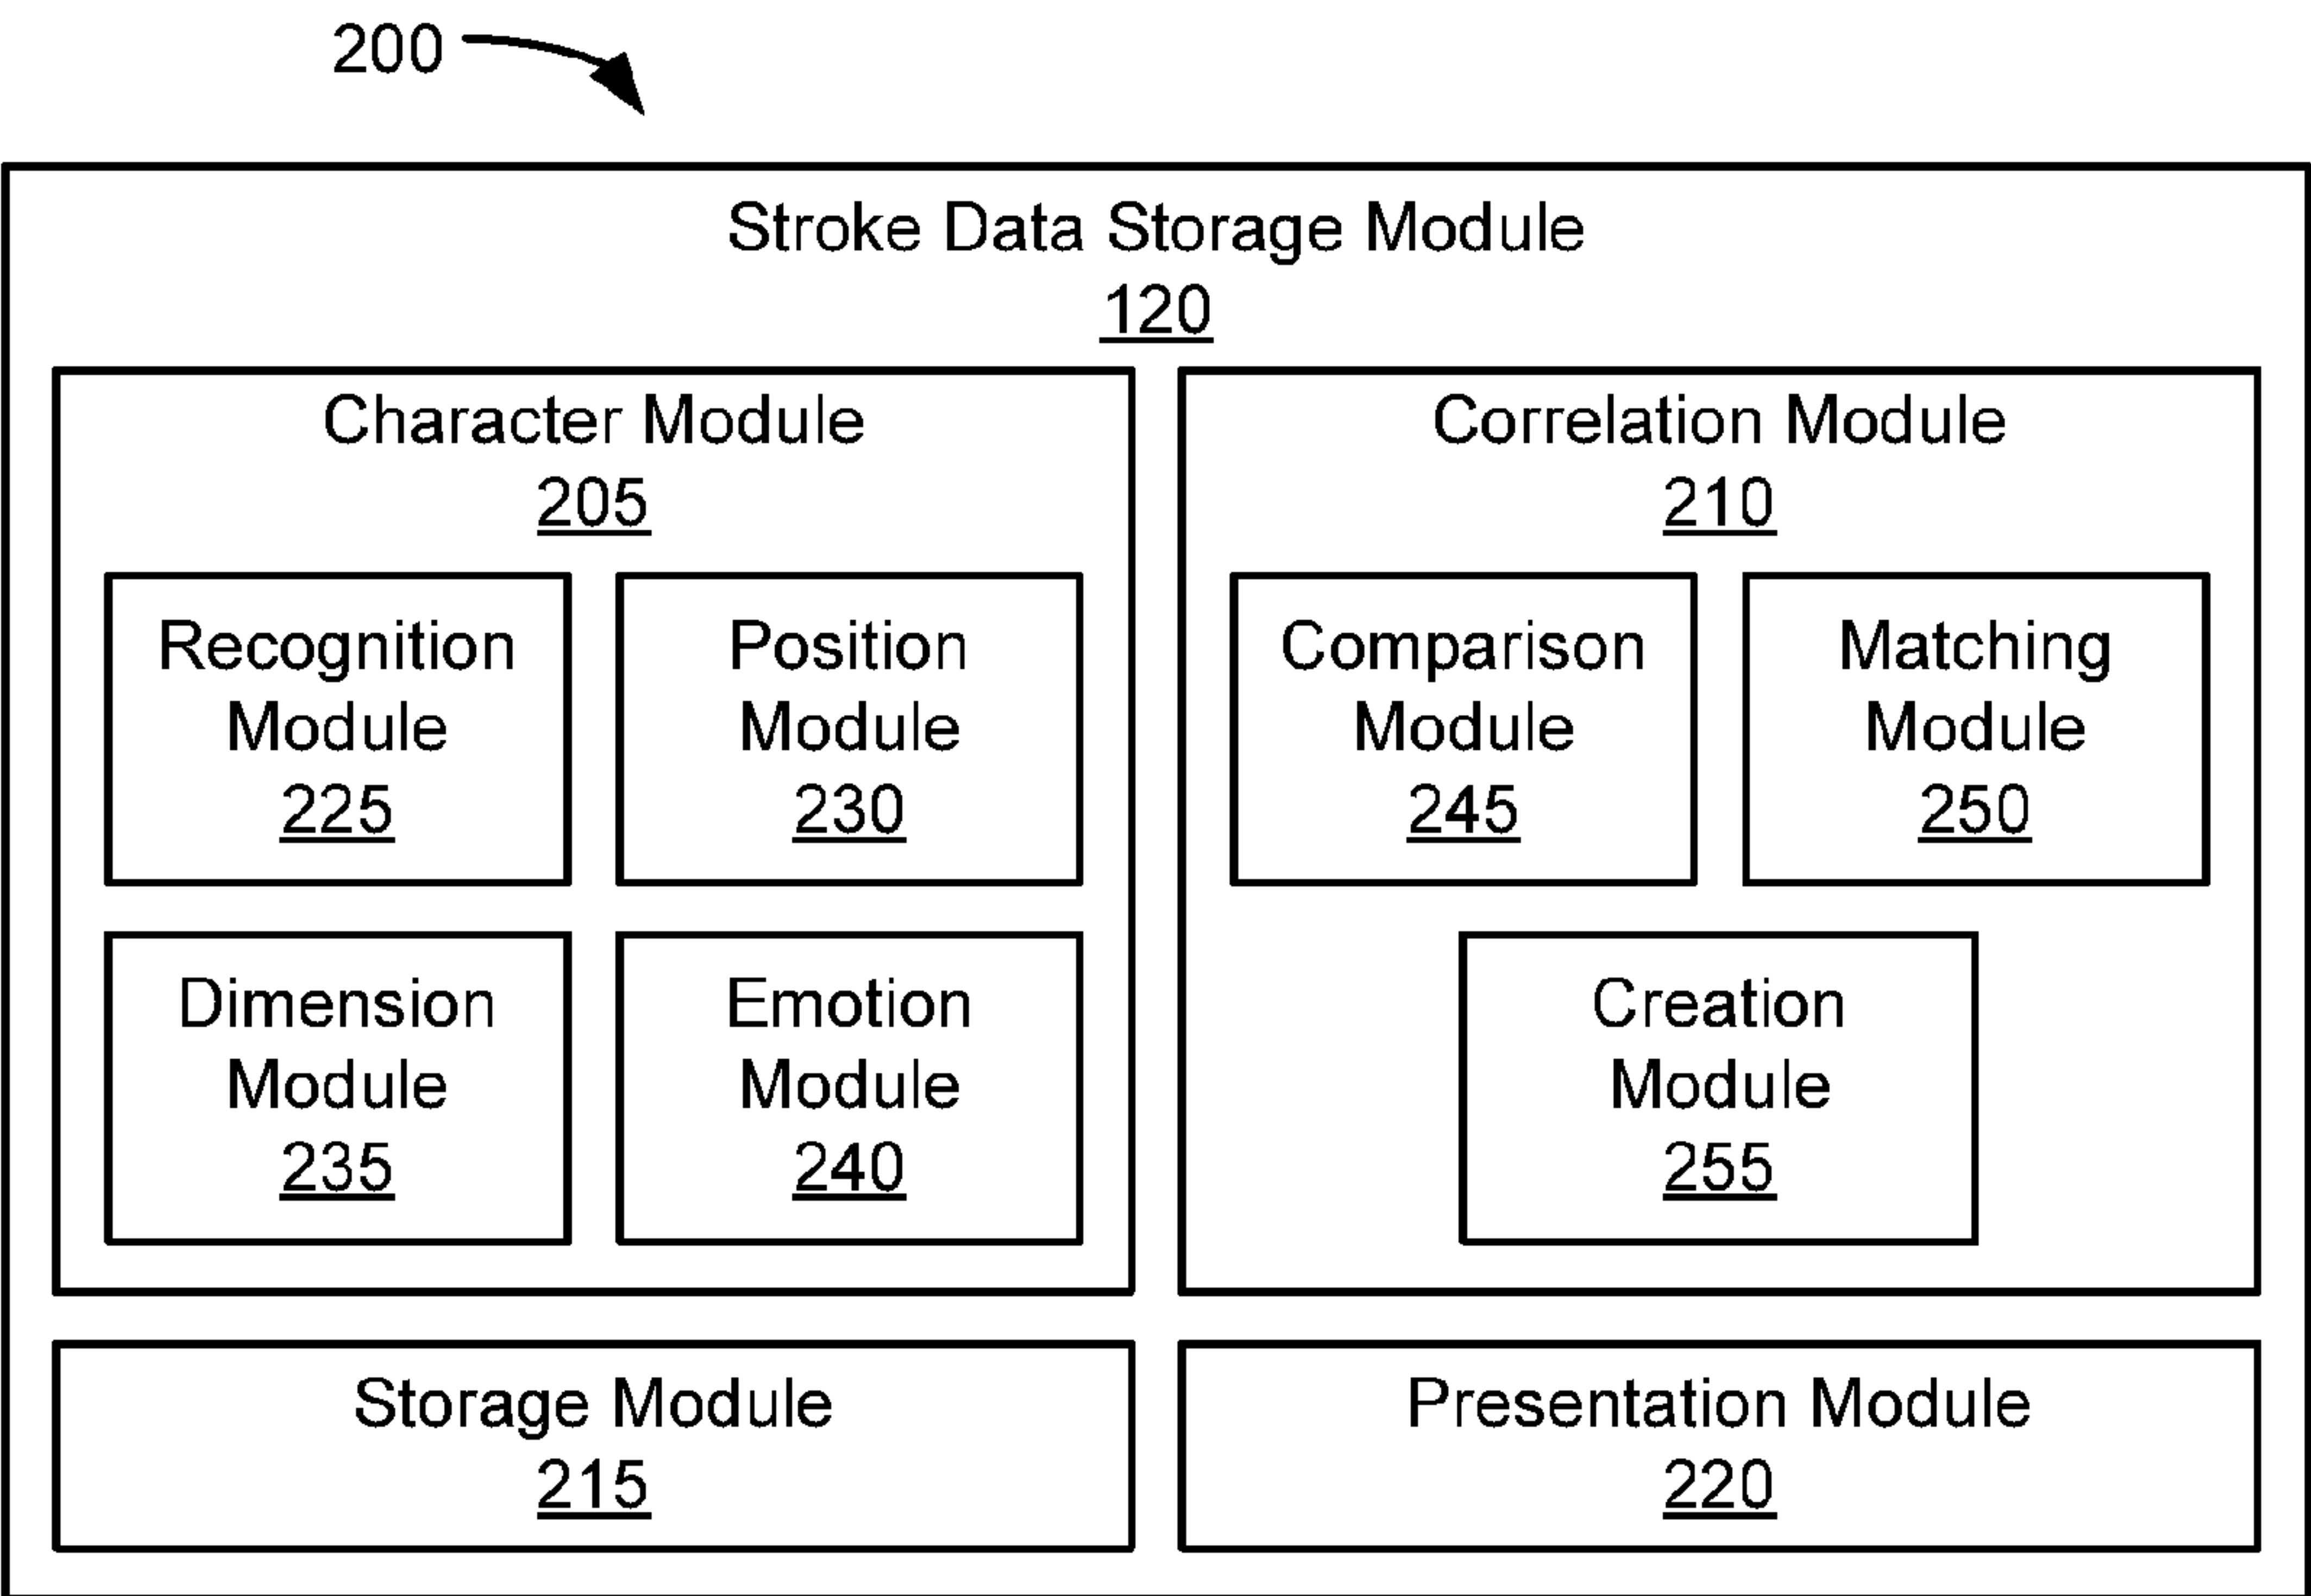 200
Stroke Data Storage Module
120
Character Module
205
Recognition
Module
225
Position
Module
230
Dimension
Module
235
Emotion
Module
240
Correlation Module
210
Comparison
Module
245
Matching
Module
250
Creation
Module
255
Storage Module
215
Presentation Module
220